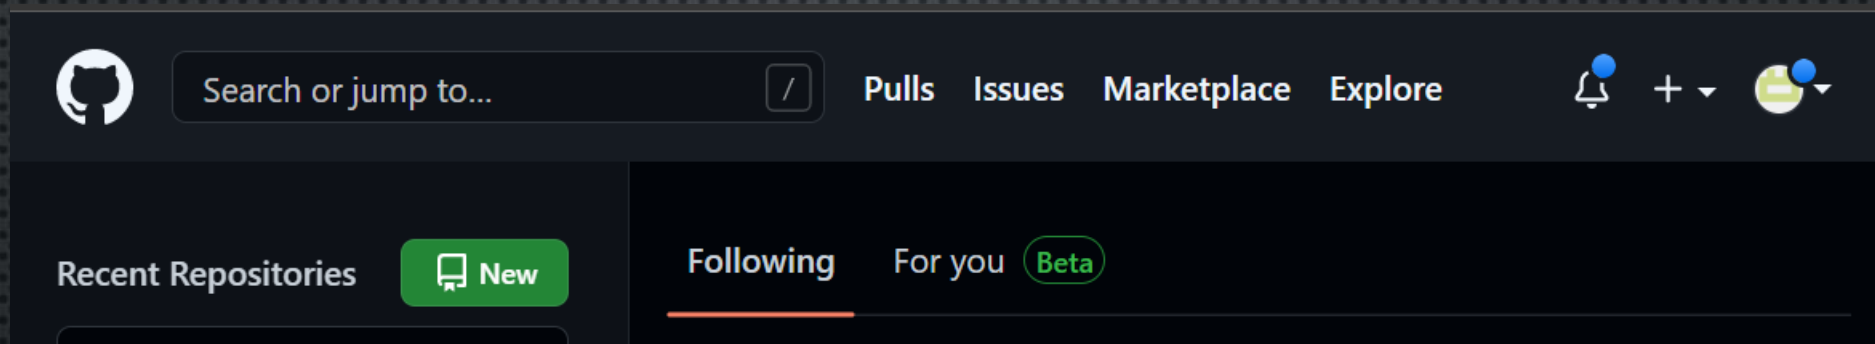 Search or jump to... /
Pulls Issues Marketplace Explore
Recent Repositories New
Following For you Beta